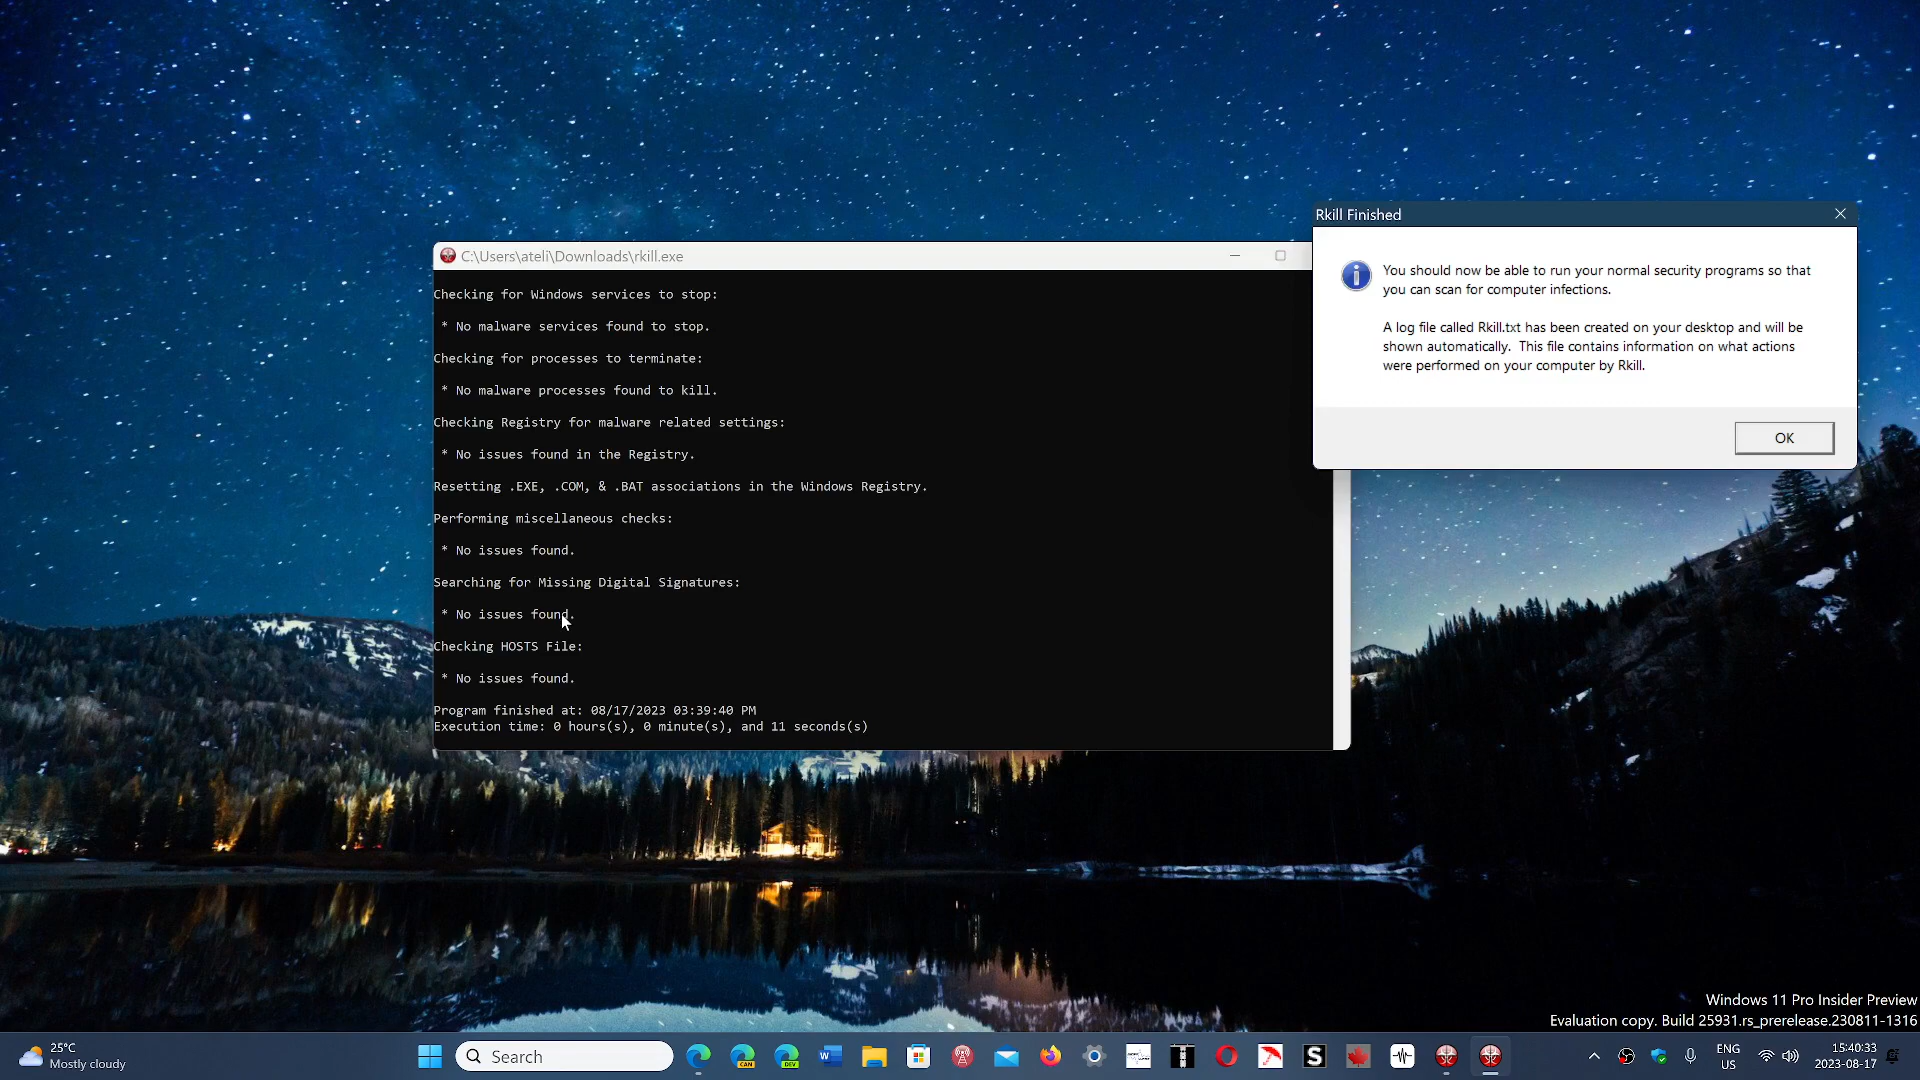 C:\Users\ateli\Downloads\rkill.exe
Checking for Windows services to stop:
* No malware services found to stop.
Checking for processes to terminate:
* No malware processes found to kill.
Checking Registry for malware related settings:
* No issues found in the Registry.
Resetting .EXE, .COM, & .BAT associations in the Windows Registry.
Performing miscellaneous checks:
* No issues found.
Searching for Missing Digital Signatures:
* No issues found.
Checking HOSTS File:
* No issues found.
Program finished at: 08/17/2023 03:39:40 PM
Execution time: 0 hours(s), 0 minute(s), and 11 seconds(s)
Rkill Finished
You should now be able to run your normal security programs so that
you can scan for computer infections.
A log file called Rkill.txt has been created on your desktop and will be
shown automatically. This file contains information on what actions
were performed on your computer by Rkill.
OK
Windows 11 Pro Insider Preview
Evaluation copy. Build 25931.rs_prerelease.230811-1316
25°C
Mostly cloudy
Search
CAN
DEV
W
S
ENG
US
15:40:33
2023-08-17